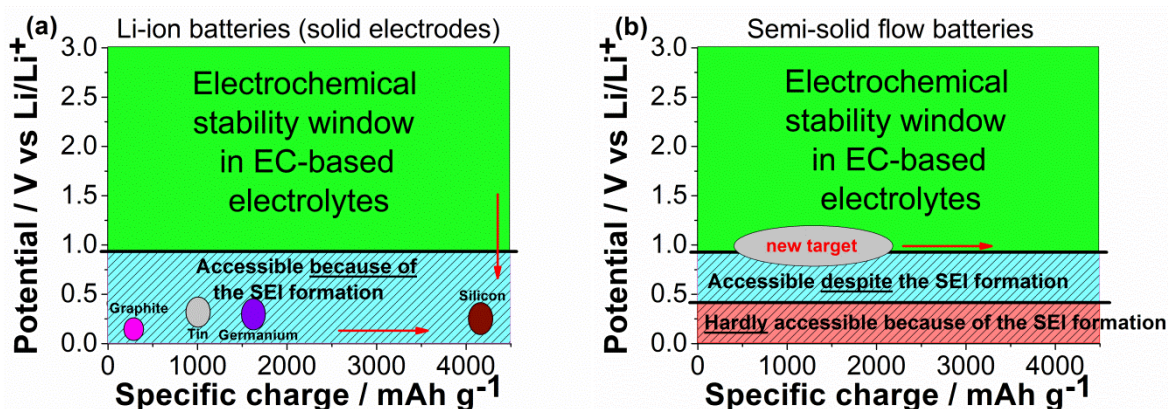 (a) Li-ion batteries (solid electrodes)
Potential / V vs Li/Li+
3.0
2.5
2.0
1.5
1.0
0.5
0.0
Electrochemical
stability window
in EC-based
electrolytes
Accessible because of
the SEI formation
Graphite
Tin
Germanium
Silicon
0 1000 2000 3000 4000
Specific charge / mAh g-1
(b) Semi-solid flow batteries
Potential / V vs Li/Li+
3.0
2.5
2.0
1.5
1.0
0.5
0.0
Electrochemical
stability window
in EC-based
electrolytes
new target
Accessible despite the SEI formation
Hardly accessible because of the SEI formation
0 1000 2000 3000 4000
Specific charge / mAh g-1